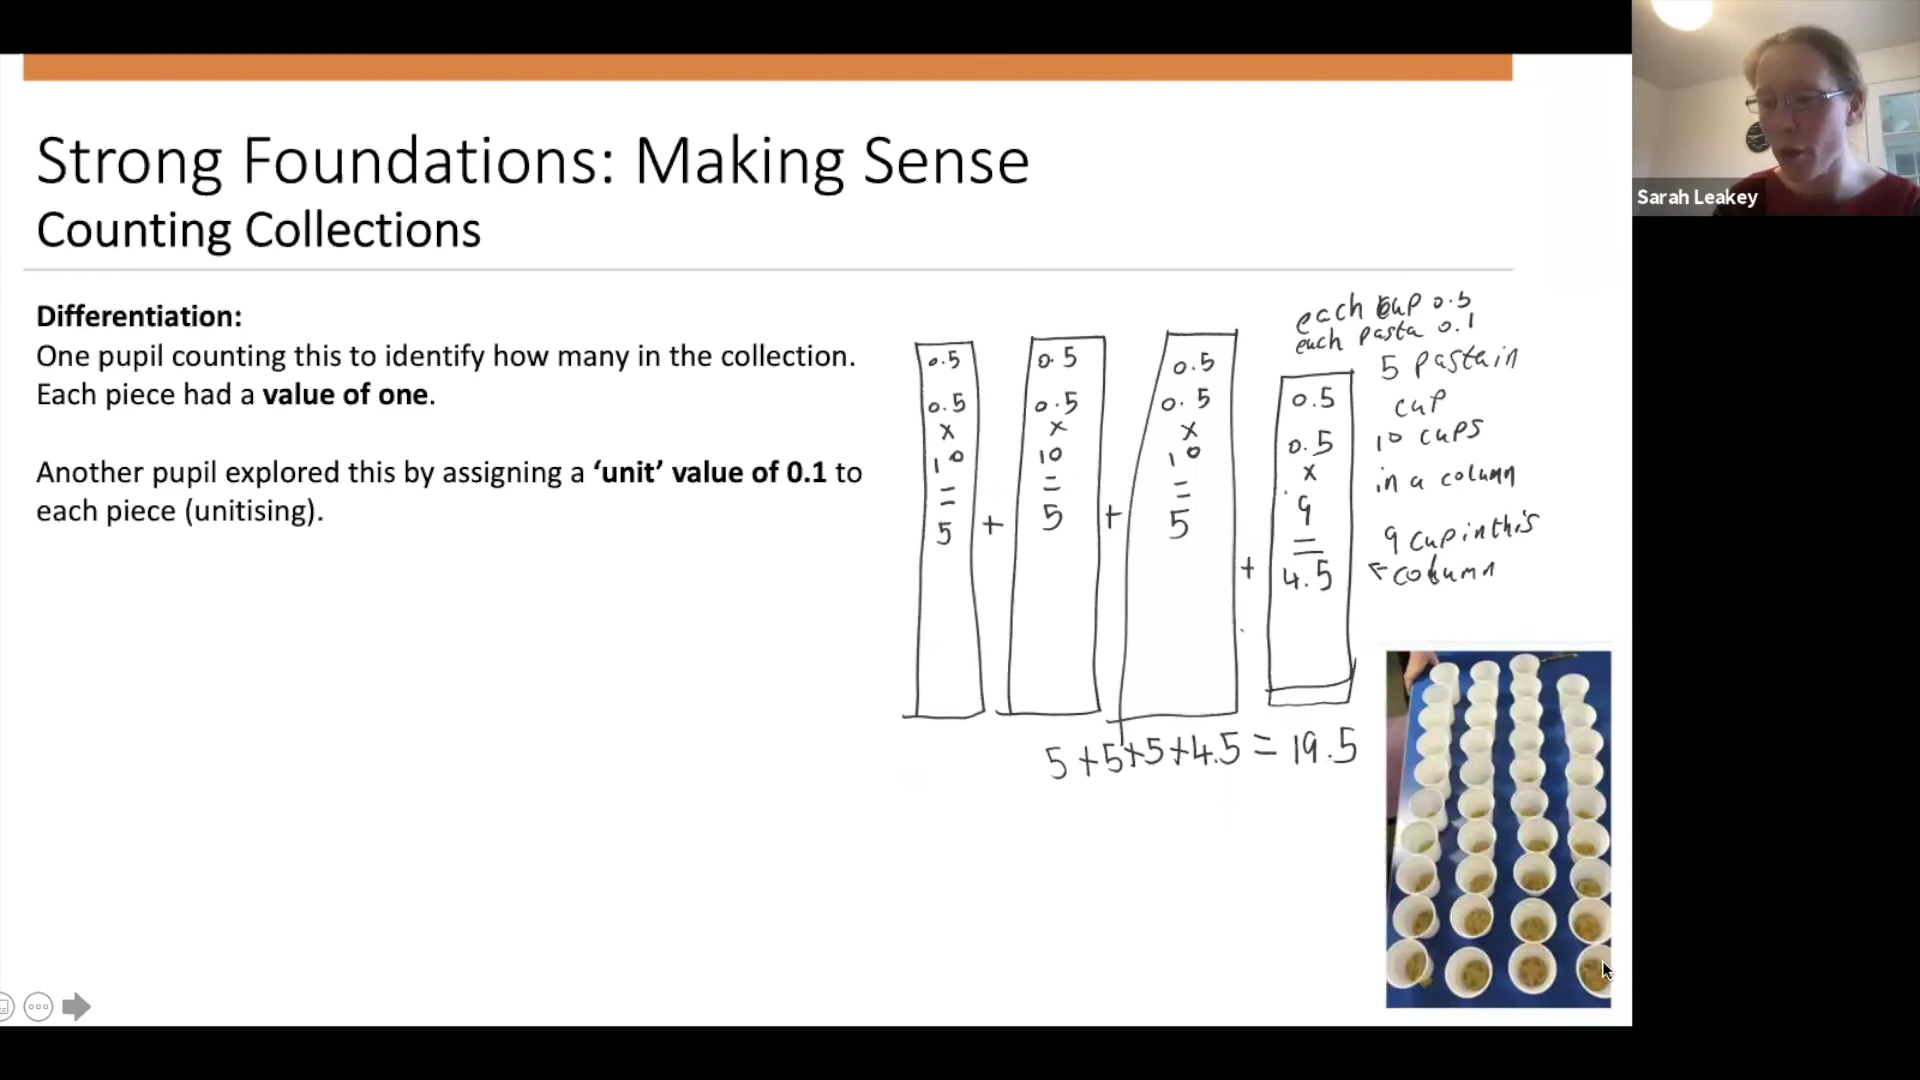 Strong Foundations: Making Sense
Counting Collections
Differentiation:
One pupil counting this to identify how many in the collection.
Each piece had a value of one.
Another pupil explored this by assigning a ‘unit’ value of 0.1 to
each piece (unitising).
each cup 0.5
each pasta 0.1
5 pasta in
cup
10 cups
in a column
9 cup in this
← column
0.5
0.5
x
10
=
5
+
0.5
0.5
x
10
=
5
+
0.5
0.5
x
10
=
5
+
0.5
0.5
x
9
=
4.5
5+5+5+4.5 = 19.5
Sarah Leakey